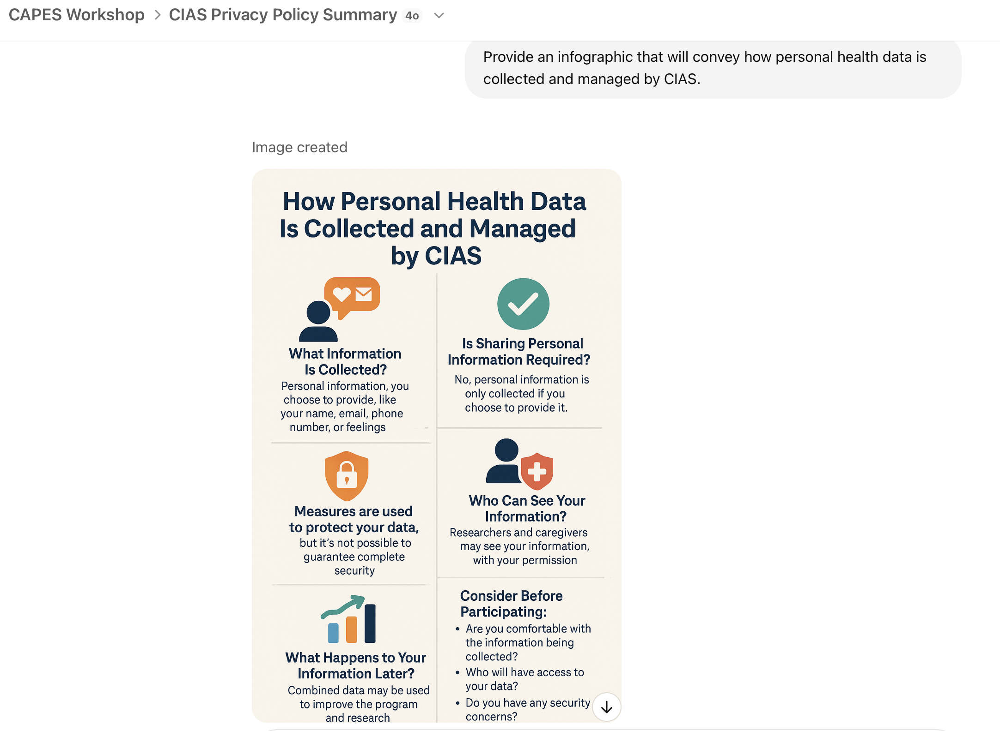 CAPES Workshop > CIAS Privacy Policy Summary 4o
Provide an infographic that will convey how personal health data is
collected and managed by CIAS.
Image created
How Personal Health Data
Is Collected and Managed
by CIAS
What Information
Is Collected?
Personal information, you
choose to provide, like
your name, email, phone
number, or feelings
Is Sharing Personal
Information Required?
No, personal information is
only collected if you
choose to provide it.
Measures are used
to protect your data,
but it's not possible to
guarantee complete
security
Who Can See Your
Information?
Researchers and caregivers
may see your information,
with your permission
What Happens to Your
Information Later?
Combined data may be used
to improve the program
and research
Consider Before
Participating:
• Are you comfortable with
the information being
collected?
• Who will have access to
your data?
• Do you have any security
concerns?